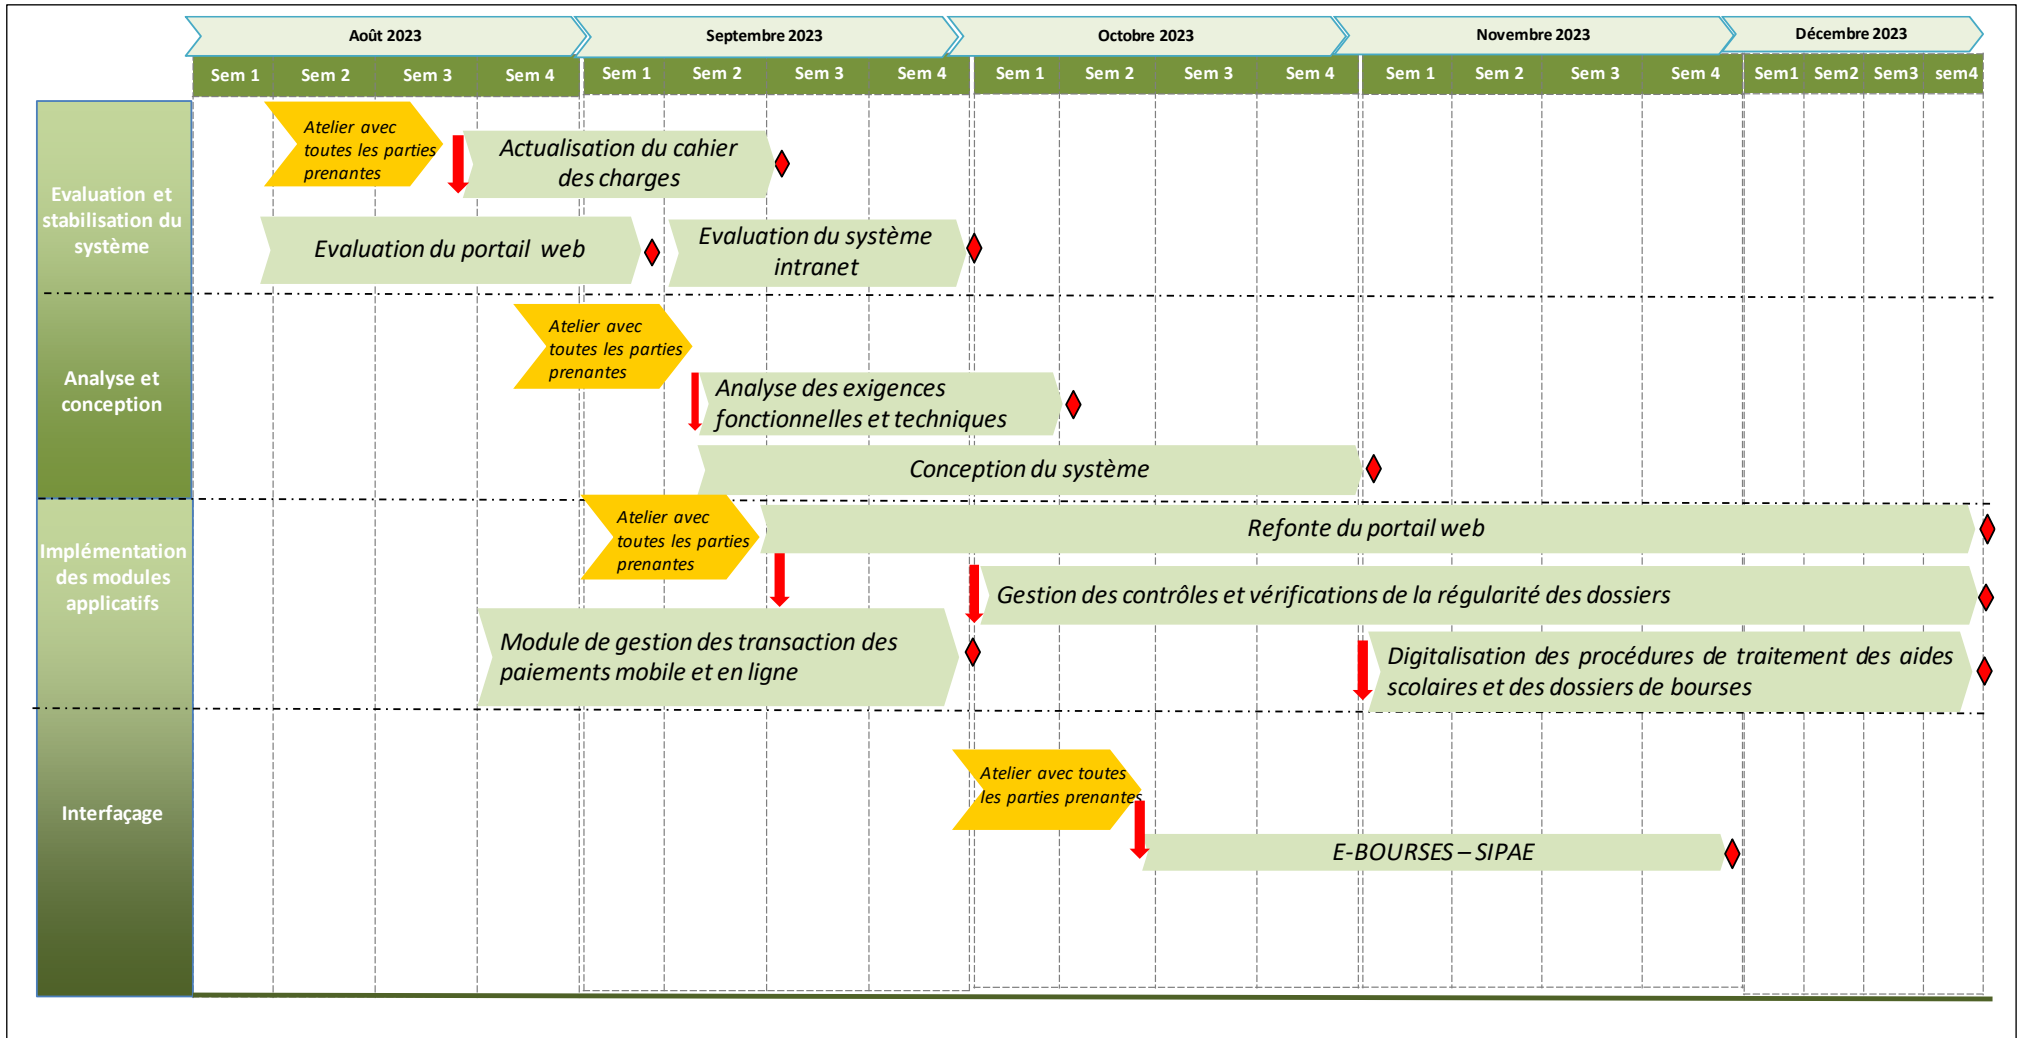 Août 2023
Septembre 2023
Octobre 2023
Novembre 2023
Décembre 2023
Sem 1
Sem 2
Sem 3
Sem 4
Sem 1
Sem 2
Sem 3
Sem 4
Sem 1
Sem 2
Sem 3
Sem 4
Sem 1
Sem 2
Sem 3
Sem 4
Sem1
Sem2
Sem3
sem4
Evaluation et
stabilisation du
système
Atelier avec
toutes les parties
prenantes
Actualisation du cahier
des charges
Evaluation du portail web
Evaluation du système
intranet
Analyse et
conception
Atelier avec
toutes les parties
prenantes
Analyse des exigences
fonctionnelles et techniques
Conception du système
Implémentation
des modules
applicatifs
Atelier avec
toutes les parties
prenantes
Refonte du portail web
Gestion des contrôles et vérifications de la régularité des dossiers
Module de gestion des transaction des
paiements mobile et en ligne
Digitalisation des procédures de traitement des aides
scolaires et des dossiers de bourses
Interfaçage
Atelier avec toutes
les parties prenantes
E-BOURSES – SIPAE